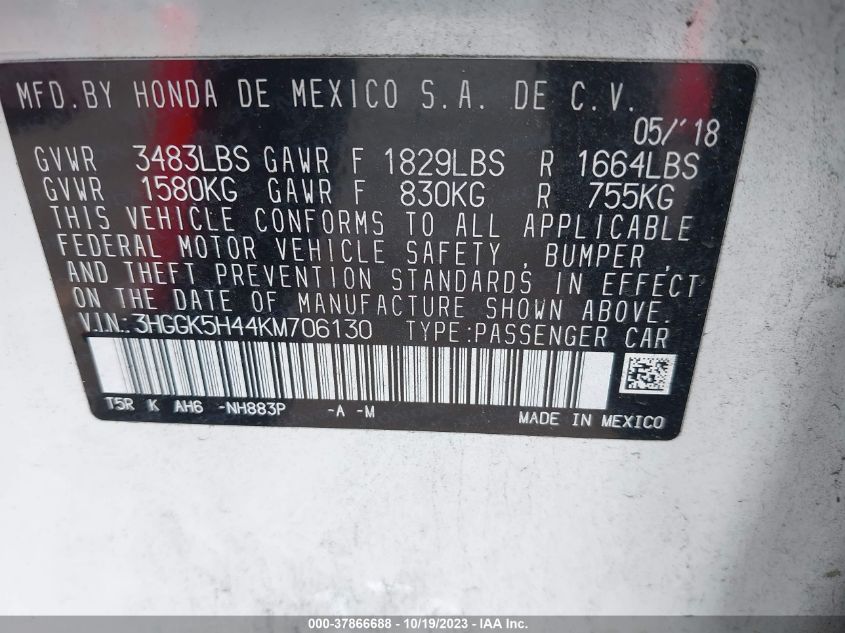 MFD.BY HONDA DE MEXICO S.A. DE C.V.
05/'18
GVWR 3483LBS GAWR F 1829LBS R 1664LBS
GVWR 1580KG GAWR F 830KG R 755KG
THIS VEHICLE CONFORMS TO ALL APPLICABLE
FEDERAL MOTOR VEHICLE SAFETY , BUMPER ,
AND THEFT PREVENTION STANDARDS IN EFFECT
ON THE DATE OF MANUFACTURE SHOWN ABOVE.
V.I.N.:3HGGK5H44KM706130 TYPE:PASSENGER CAR
T5R K AH6 -NH883P -A -M
MADE IN MEXICO
000-37866688 - 10/19/2023 - IAA Inc.